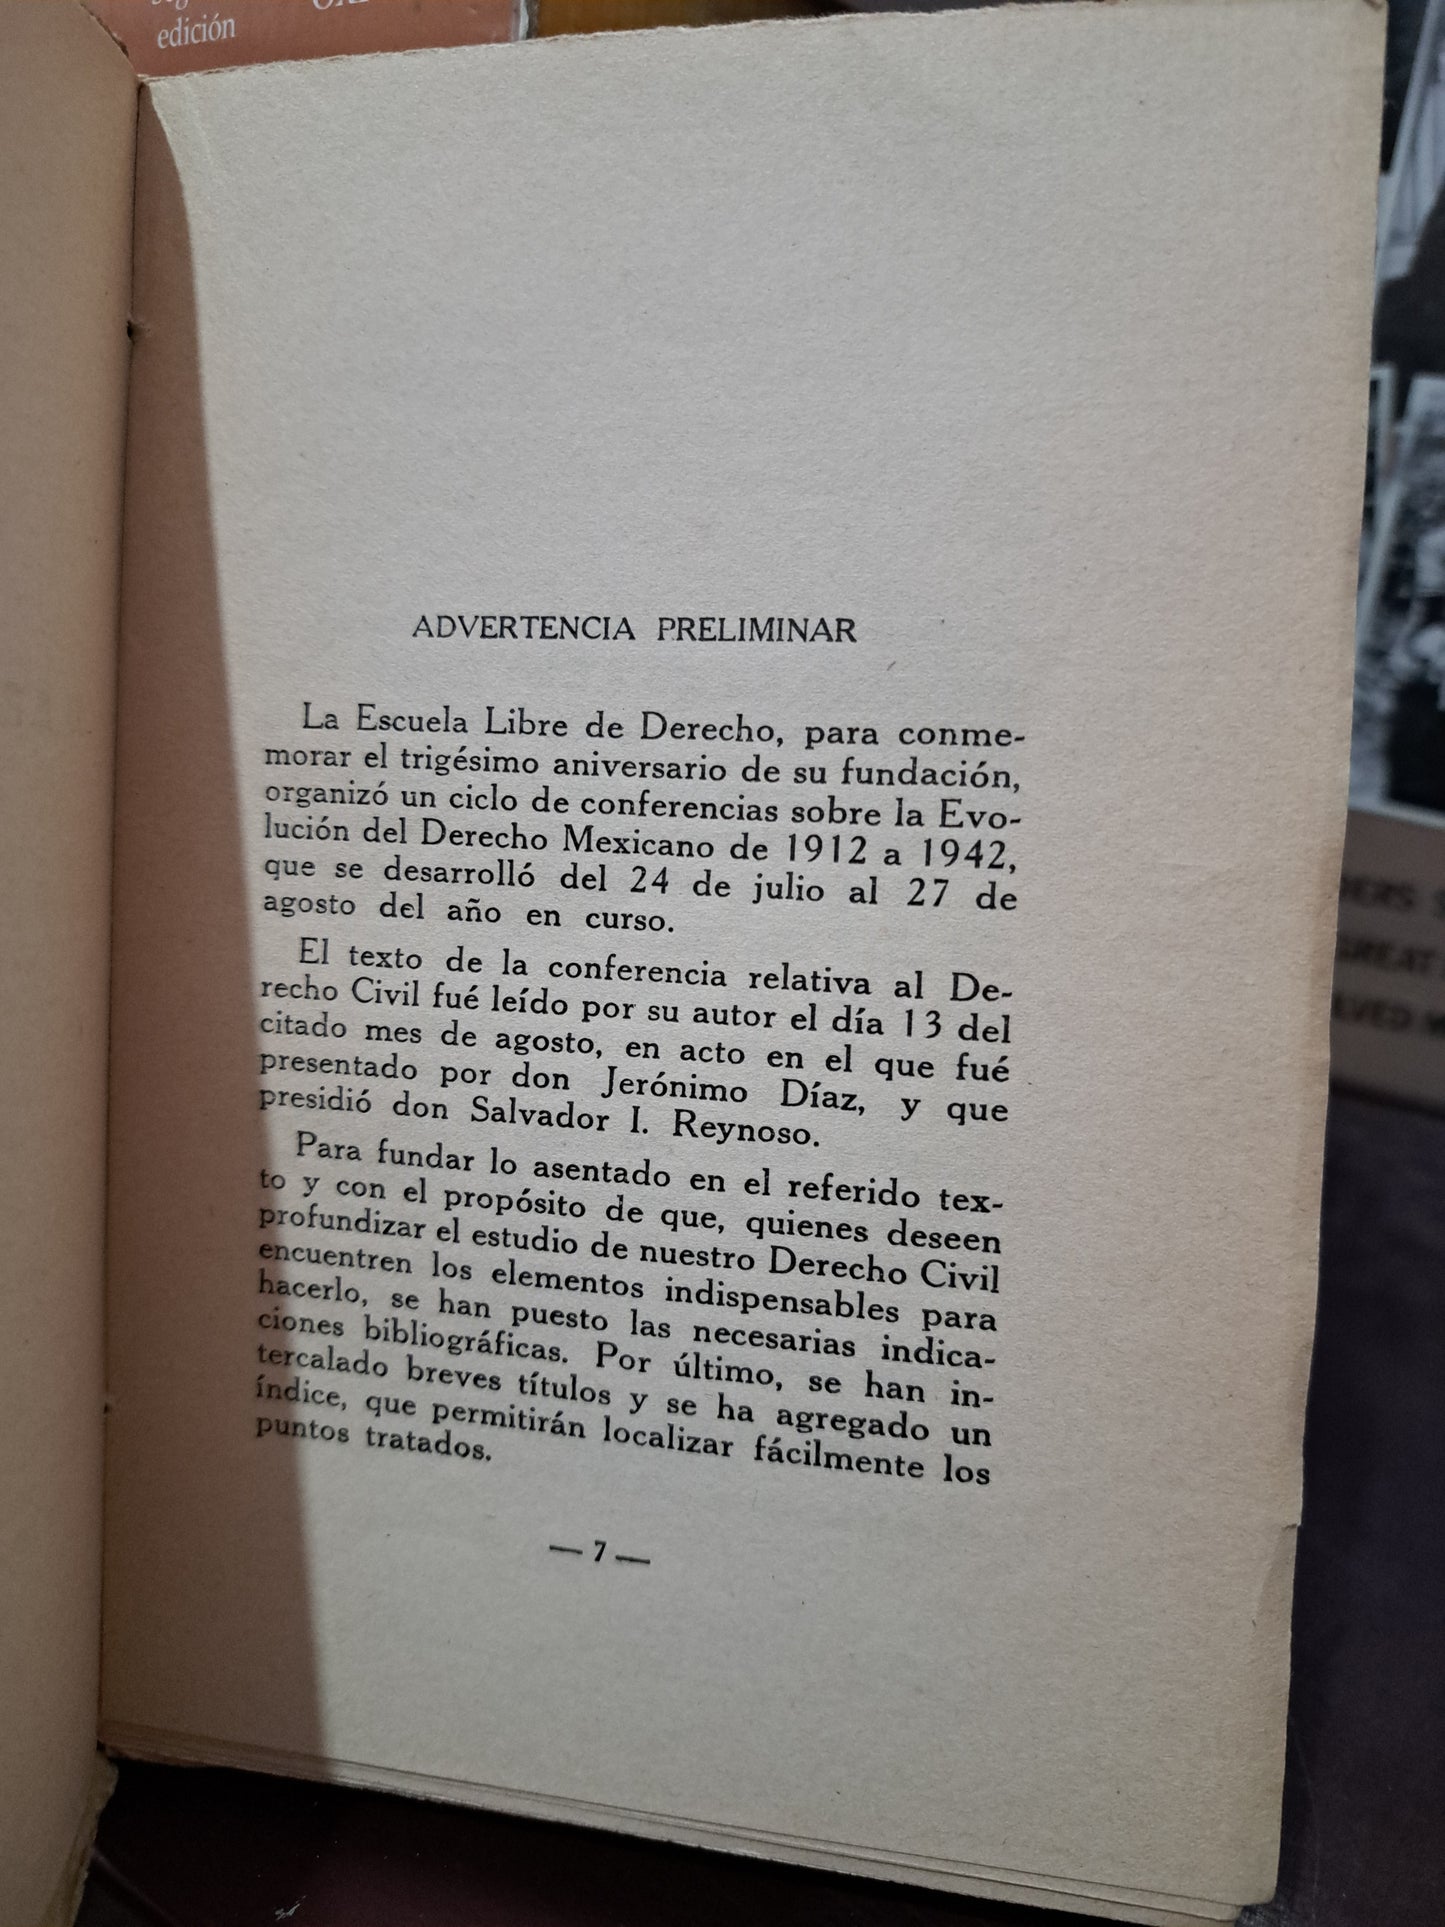 edición
ADVERTENCIA PRELIMINAR
La Escuela Libre de Derecho, para conme-
morar el trigésimo aniversario de su fundación,
organizó un ciclo de conferencias sobre la Evo-
lución del Derecho Mexicano de 1912 a 1942,
que se desarrolló del 24 de julio al 27 de
agosto del año en curso.
El texto de la conferencia relativa al De-
recho Civil fué leído por su autor el día 13 del
citado mes de agosto, en acto en el que fué
presentado por don Jerónimo Díaz, y que
presidió don Salvador I. Reynoso.
Para fundar lo asentado en el referido tex-
to y con el propósito de que, quienes deseen
profundizar el estudio de nuestro Derecho Civil
encuentren los elementos indispensables para
hacerlo, se han puesto las necesarias indica-
ciones bibliográficas. Por último, se han in-
tercalado breves títulos y se ha agregado un
índice, que permitirán localizar fácilmente los
puntos tratados.
— 7 —
GREAT